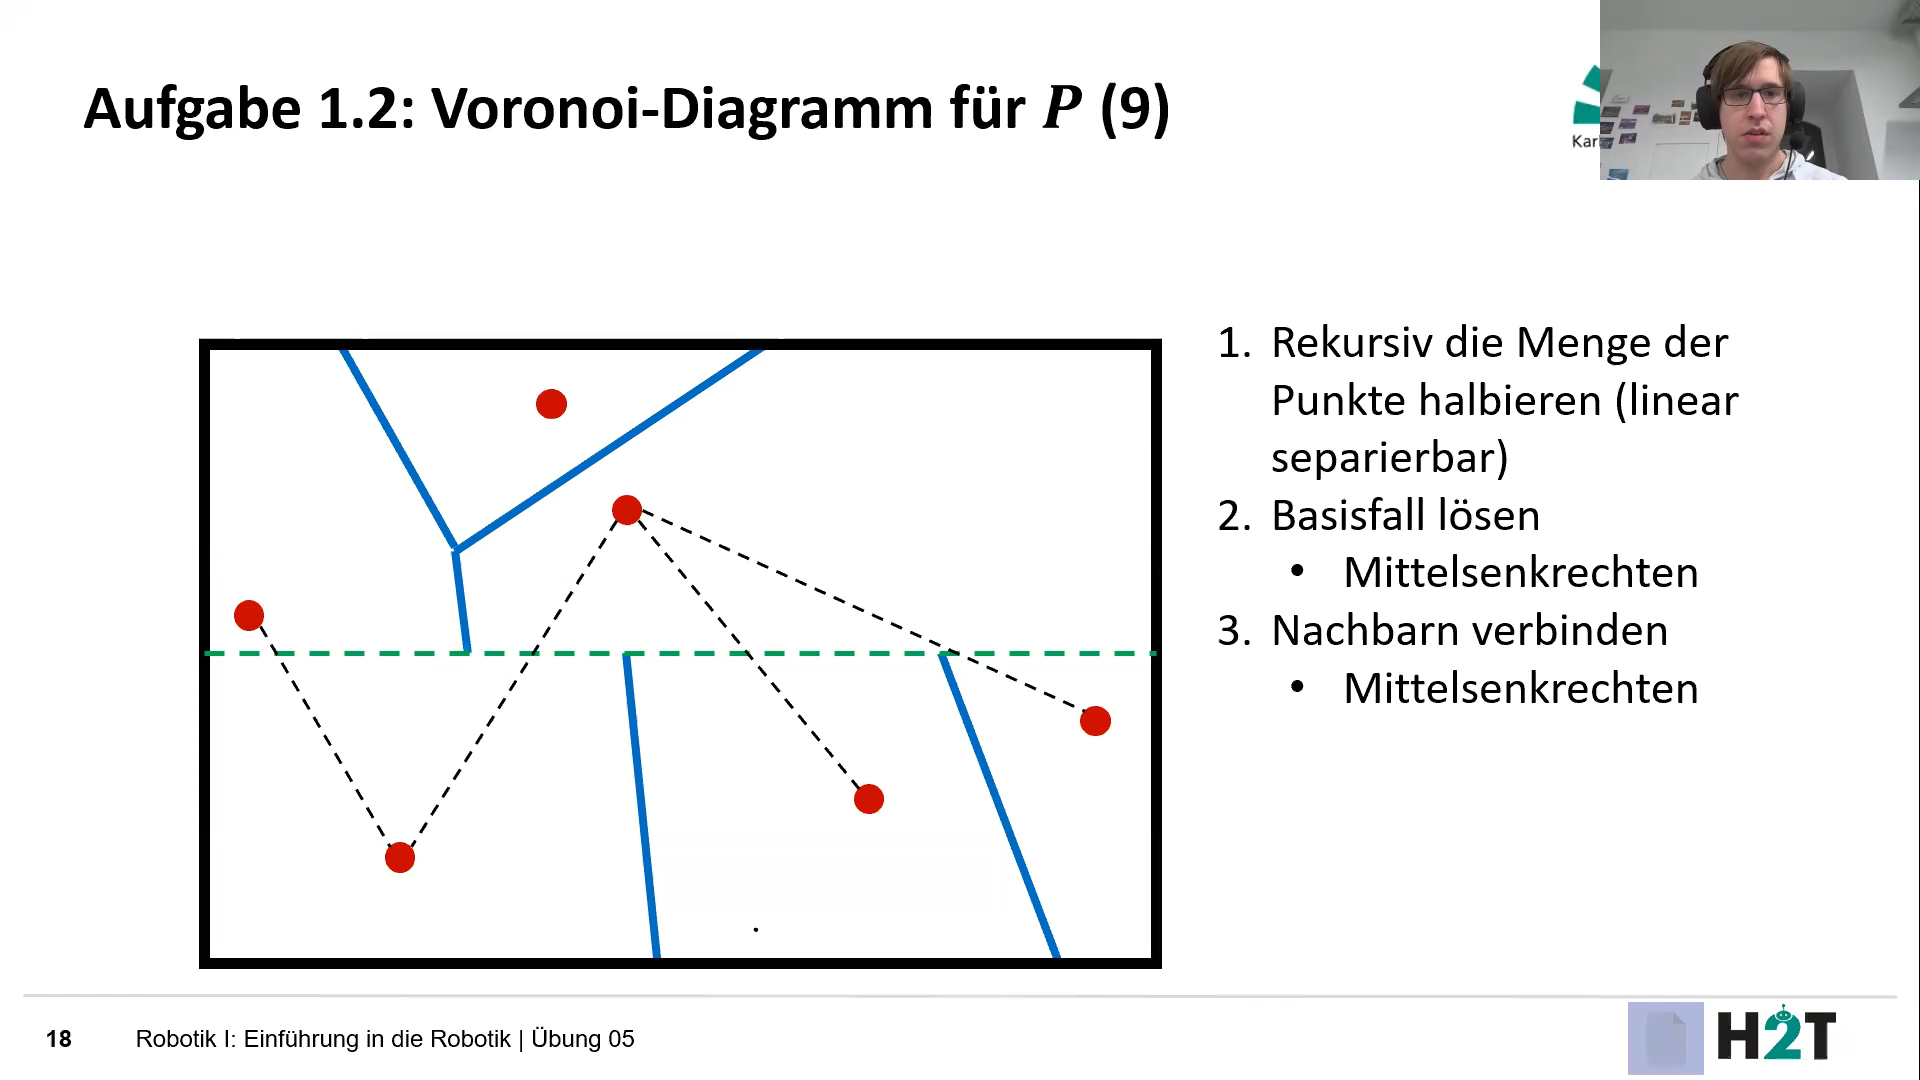 Aufgabe 1.2: Voronoi-Diagramm für P (9)
Kar
1. Rekursiv die Menge der
Punkte halbieren (linear
separierbar)
2. Basisfall lösen
• Mittelsenkrechten
3. Nachbarn verbinden
• Mittelsenkrechten
18 Robotik I: Einführung in die Robotik | Übung 05
H2T